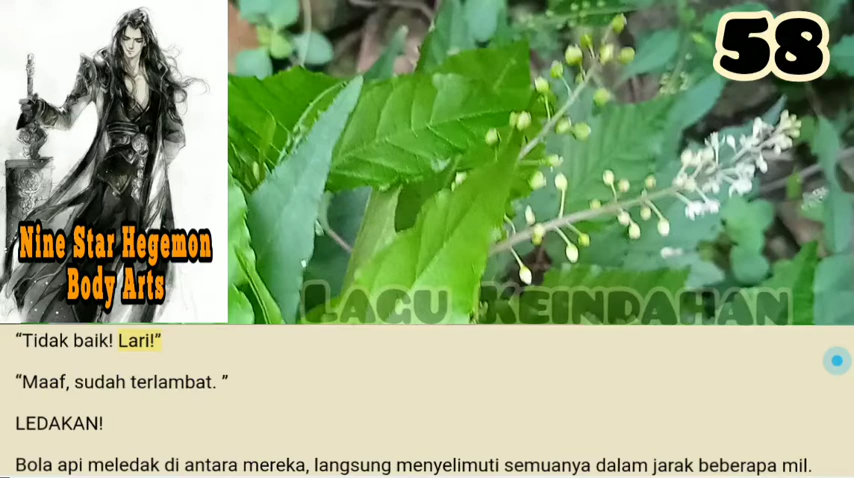 58
Nine Star Hegemon
Body Arts
LAGU KEINDAHAN
“Tidak baik! Lari!”
“Maaf, sudah terlambat. ”
LEDAKAN!
Bola api meledak di antara mereka, langsung menyelimuti semuanya dalam jarak beberapa mil.